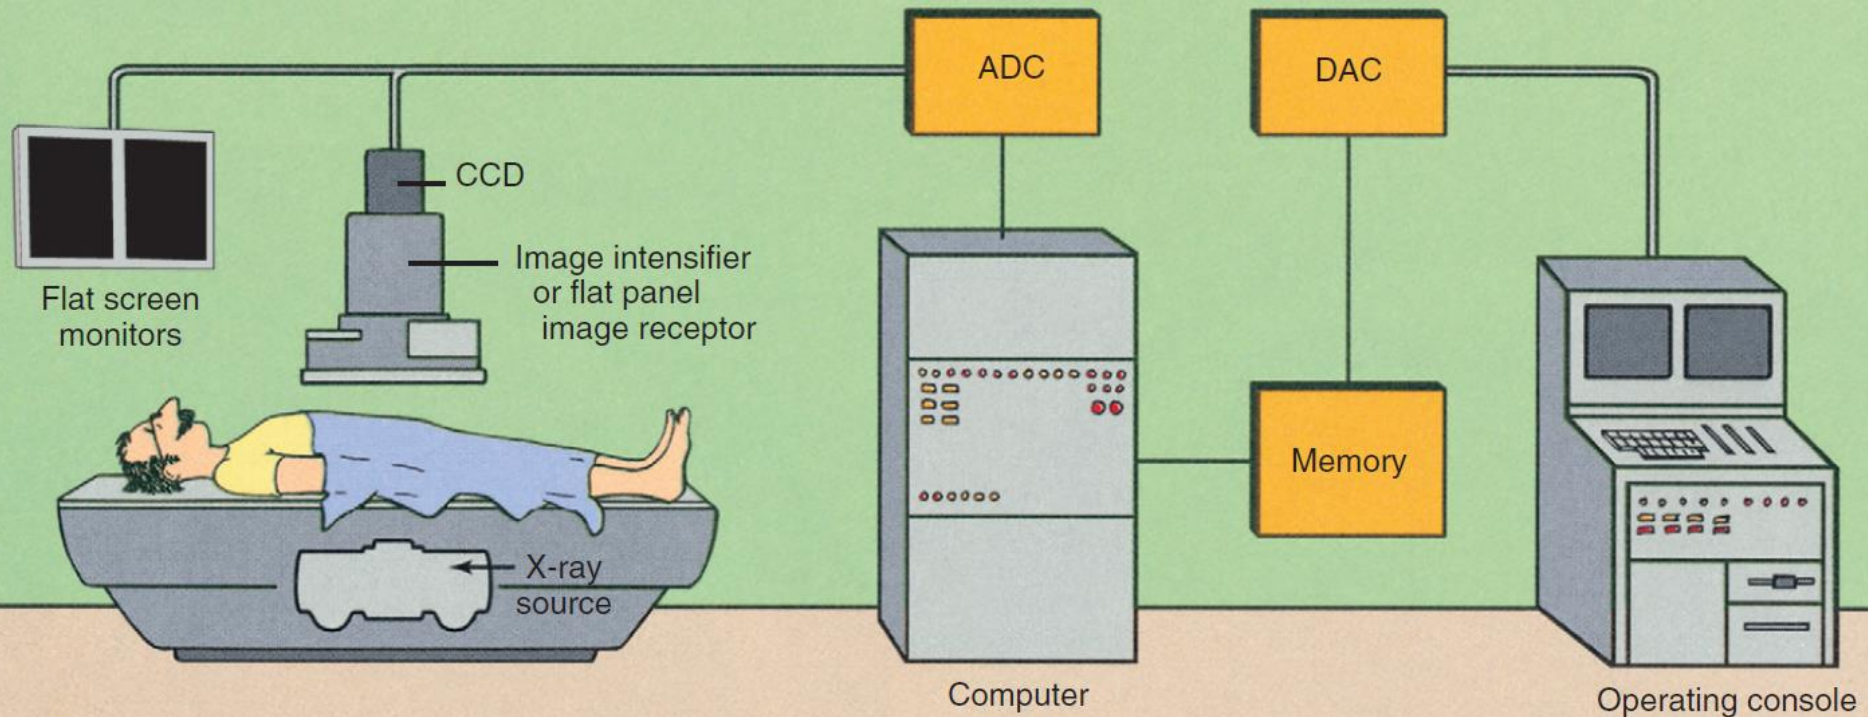 ADC
DAC
CCD
Image intensifier
or flat panel
image receptor
Flat screen
monitors
Memory
X-ray
source
Computer
Operating console